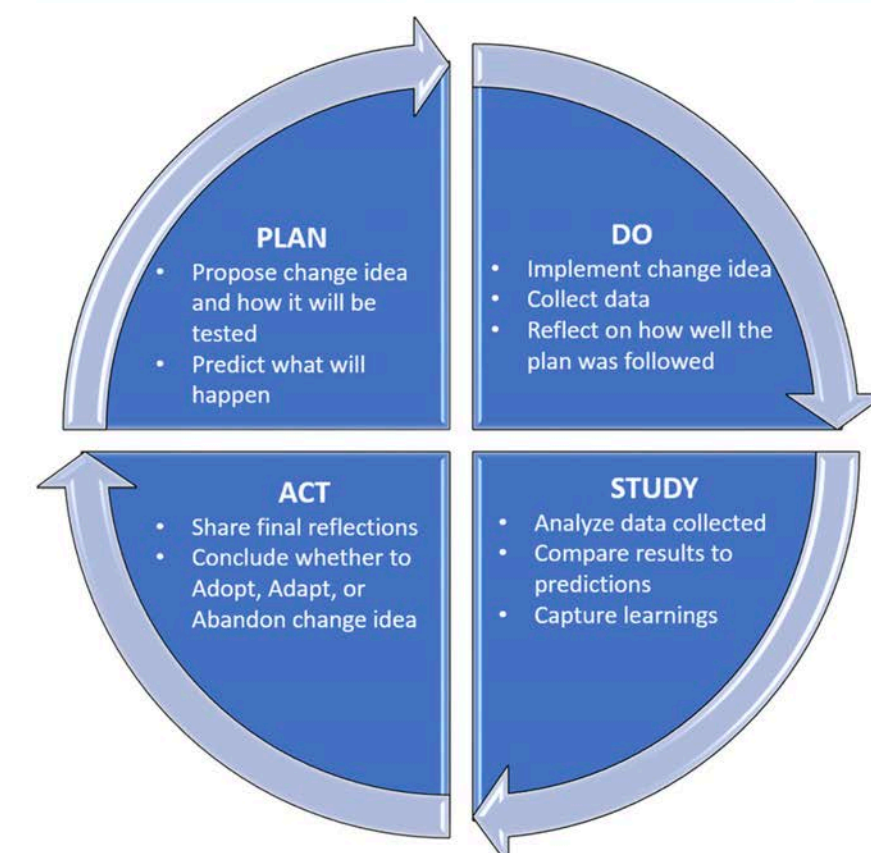 PLAN
• Propose change idea
and how it will be
tested
• Predict what will
happen
DO
• Implement change idea
• Collect data
• Reflect on how well the
plan was followed
ACT
• Share final reflections
• Conclude whether to
Adopt, Adapt, or
Abandon change idea
STUDY
• Analyze data collected
• Compare results to
predictions
• Capture learnings